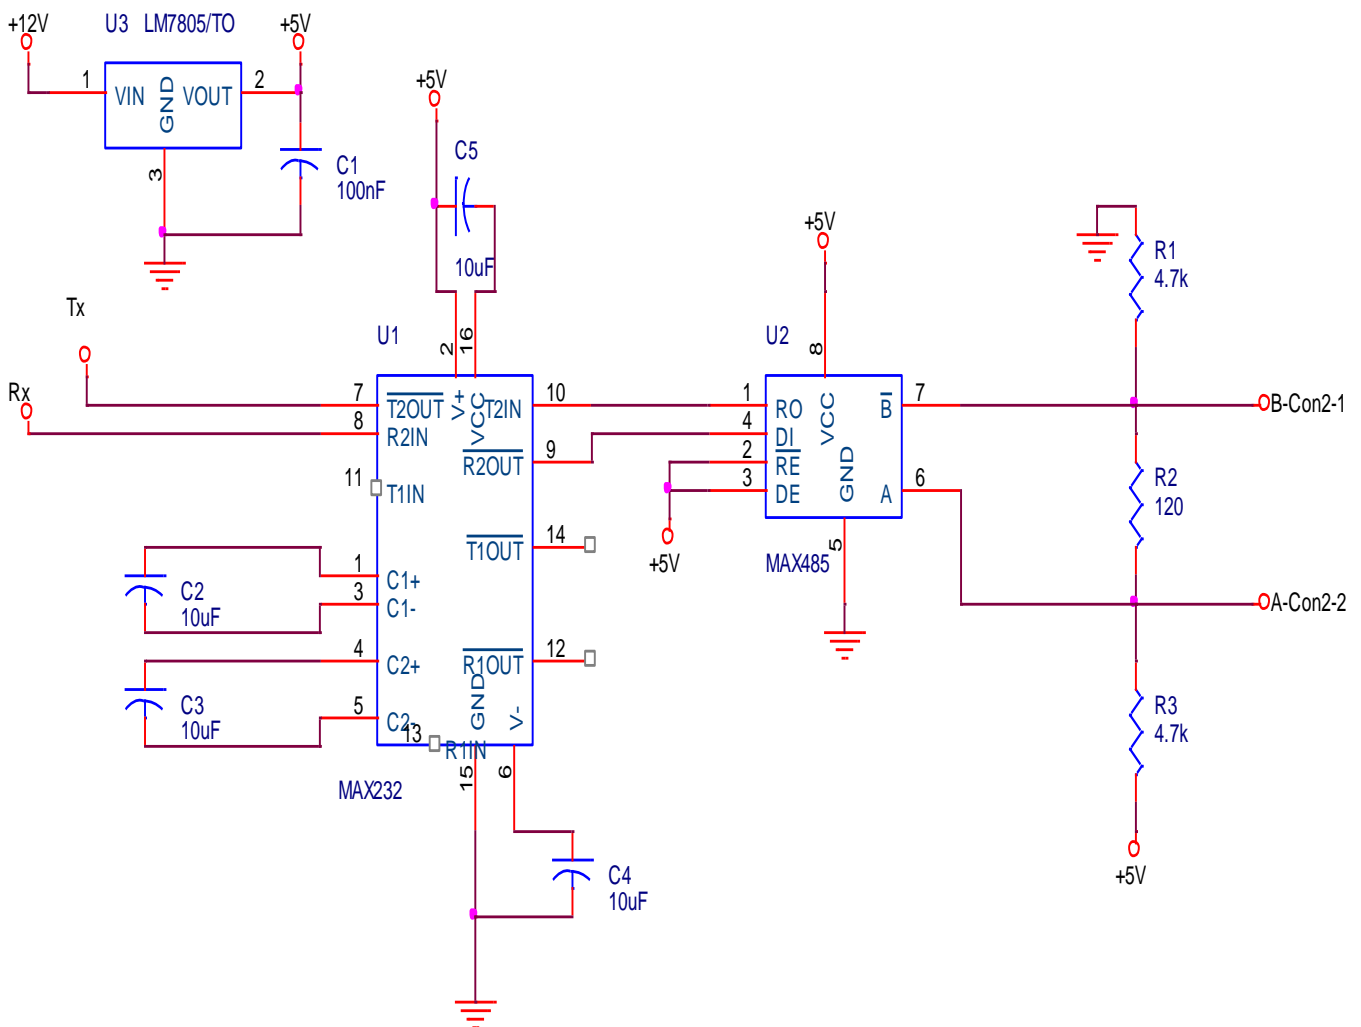 +12V
U3 LM7805/TO
+5V
1
VIN
GND
VOUT
2
3
C1
100nF
+5V
C5
10uF
+5V
R1
4.7k
Tx
U1
2
16
U2
8
Rx
7
T2OUT
V+
VCC
T2IN
10
1
RO
VCC
B
7
B-Con2-1
8
R2IN
4
DI
9
R2OUT
2
RE
GND
11
T1IN
3
DE
A
6
R2
120
14
T1OUT
+5V
5
MAX485
1
C1+
C2
10uF
3
C1-
A-Con2-2
4
C2+
12
R1OUT
C3
10uF
5
C2-
GND
V-
13
R1IN
R3
4.7k
15
6
MAX232
C4
10uF
+5V